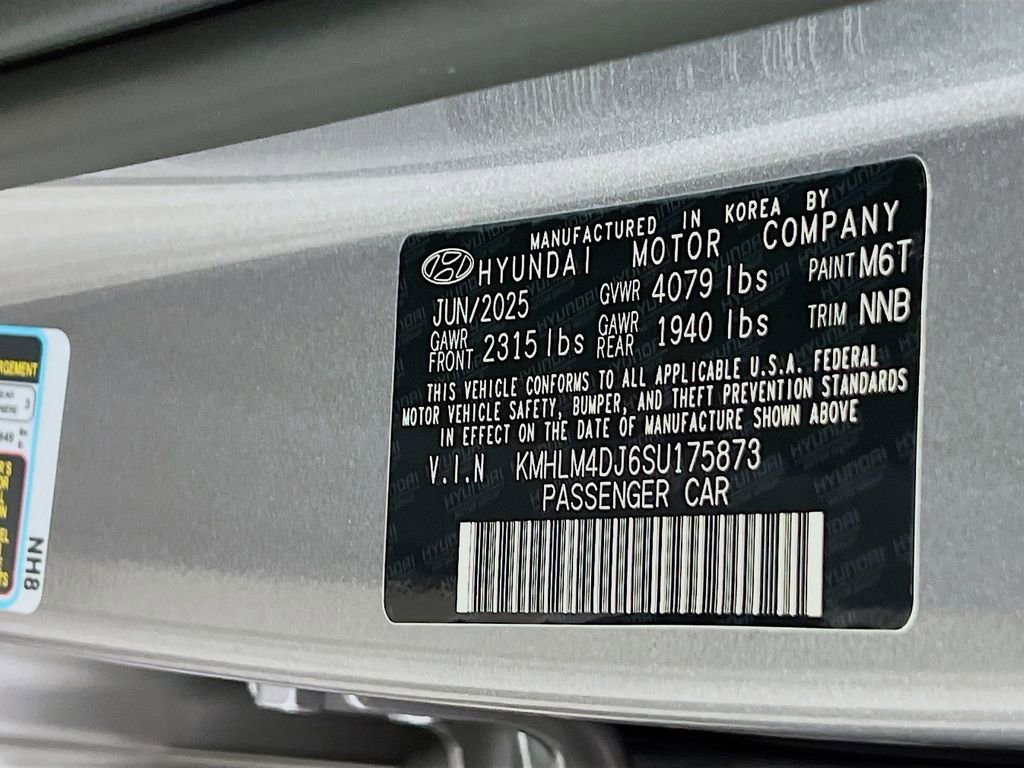 MANUFACTURED IN KOREA BY
HYUNDAI MOTOR COMPANY
JUN/2025 GVWR 4079 lbs PAINT M6T
GAWR FRONT 2315 lbs GAWR REAR 1940 lbs TRIM NNB
THIS VEHICLE CONFORMS TO ALL APPLICABLE U.S.A. FEDERAL
MOTOR VEHICLE SAFETY, BUMPER, AND THEFT PREVENTION STANDARDS
IN EFFECT ON THE DATE OF MANUFACTURE SHOWN ABOVE
V.I.N KMHLM4DJ6SU175873
PASSENGER CAR
NH8